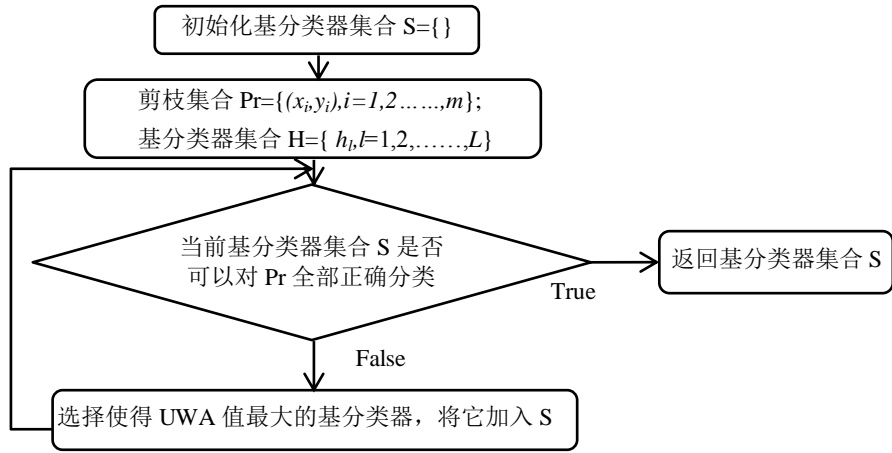 初始化基分类器集合 S={}
剪枝集合 Pr={(xi,yi),i=1,2……,m};
基分类器集合 H={ hl,l=1,2,……,L}
当前基分类器集合 S 是否
可以对 Pr 全部正确分类
True
返回基分类器集合 S
False
选择使得 UWA 值最大的基分类器，将它加入 S